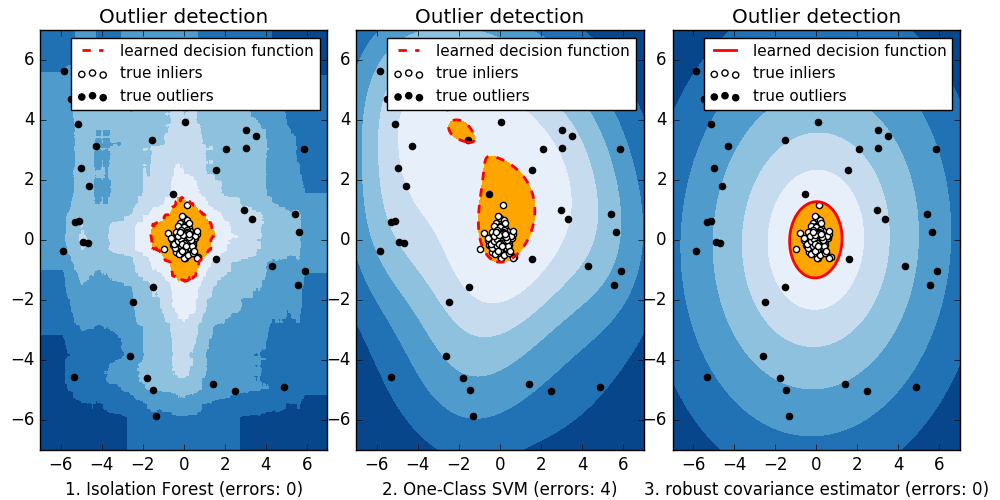 Outlier detection
learned decision function
true inliers
true outliers
6
4
2
0
−2
−4
−6
−6 −4 −2 0 2 4 6
1. Isolation Forest (errors: 0)
Outlier detection
learned decision function
true inliers
true outliers
6
4
2
0
−2
−4
−6
−6 −4 −2 0 2 4 6
2. One-Class SVM (errors: 4)
Outlier detection
learned decision function
true inliers
true outliers
6
4
2
0
−2
−4
−6
−6 −4 −2 0 2 4 6
3. robust covariance estimator (errors: 0)